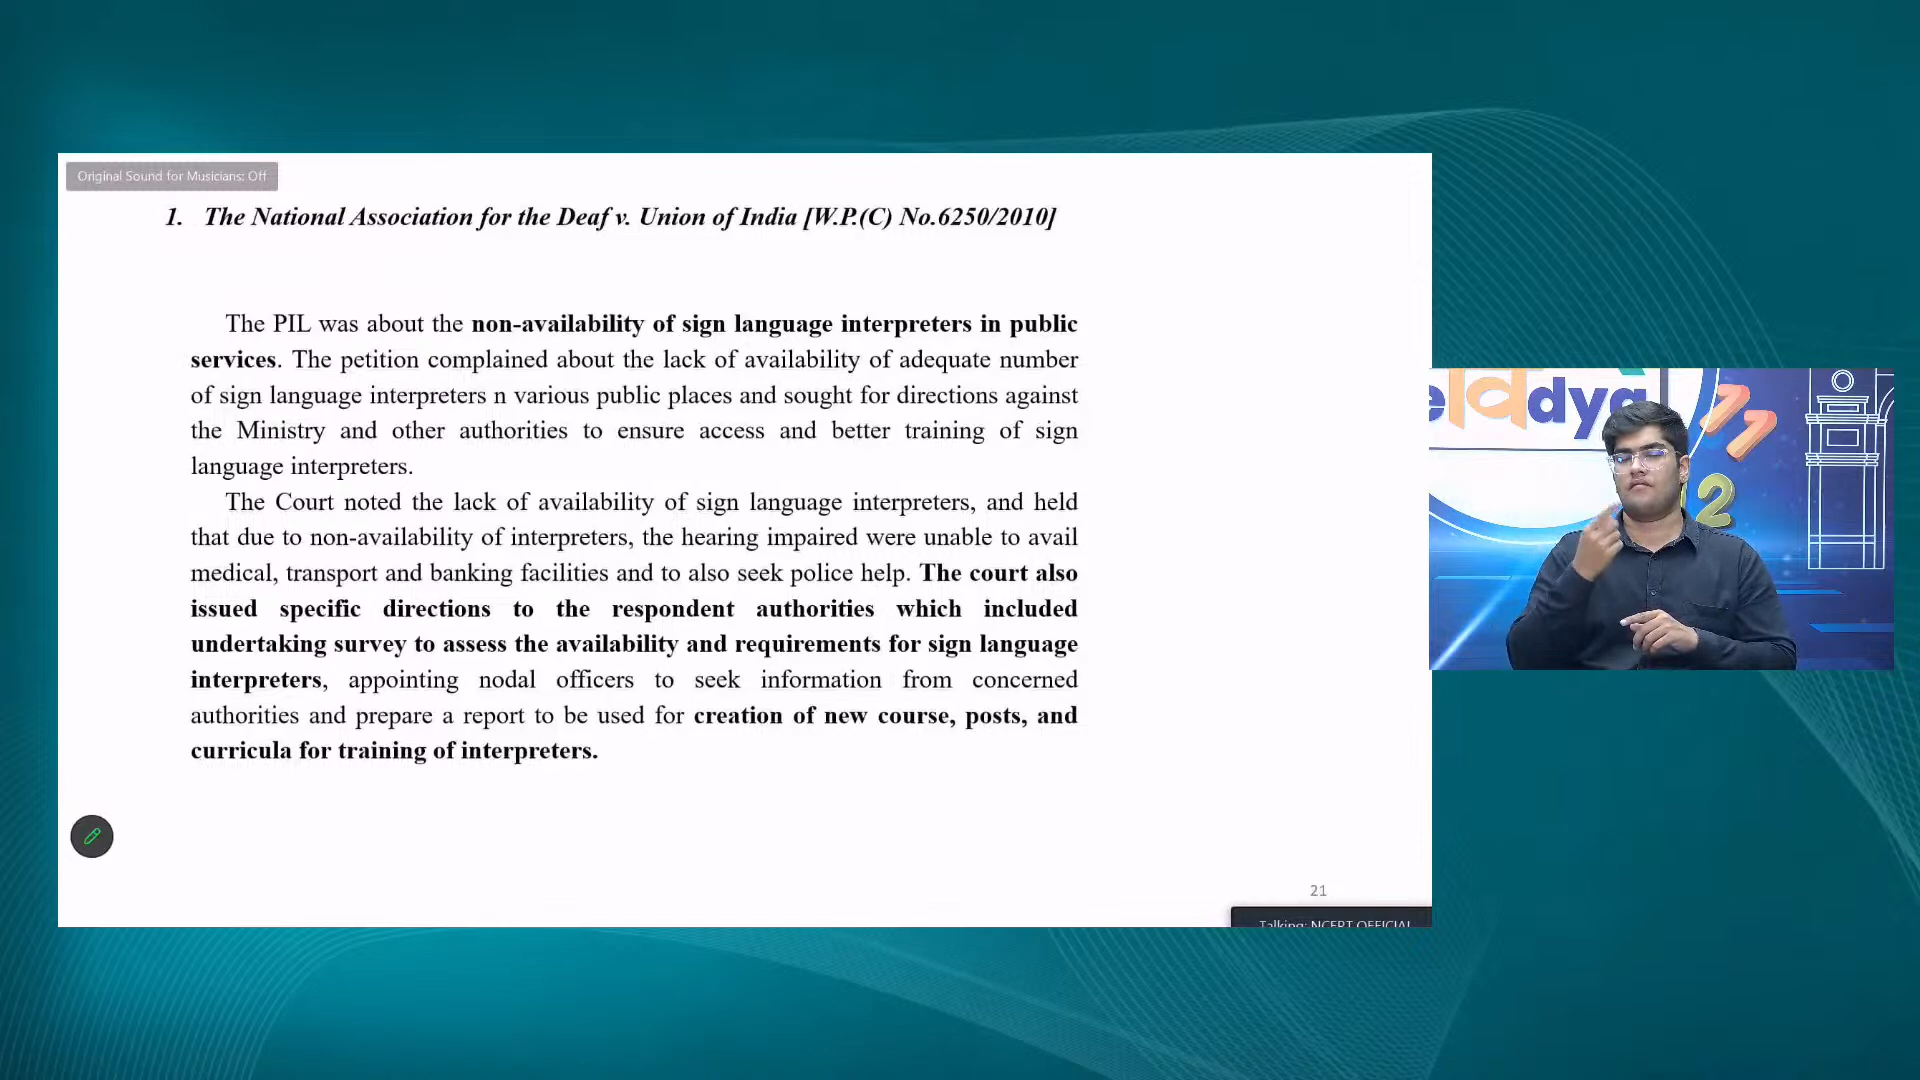 Original Sound for Musicians: Off
1. The National Association for the Deaf v. Union of India [W.P.(C) No.6250/2010]
The PIL was about the non-availability of sign language interpreters in public
services. The petition complained about the lack of availability of adequate number
of sign language interpreters n various public places and sought for directions against
the Ministry and other authorities to ensure access and better training of sign
language interpreters.
The Court noted the lack of availability of sign language interpreters, and held
that due to non-availability of interpreters, the hearing impaired were unable to avail
medical, transport and banking facilities and to also seek police help. The court also
issued specific directions to the respondent authorities which included
undertaking survey to assess the availability and requirements for sign language
interpreters, appointing nodal officers to seek information from concerned
authorities and prepare a report to be used for creation of new course, posts, and
curricula for training of interpreters.
21
Talking: NCERT OFFICIAL
dya
12